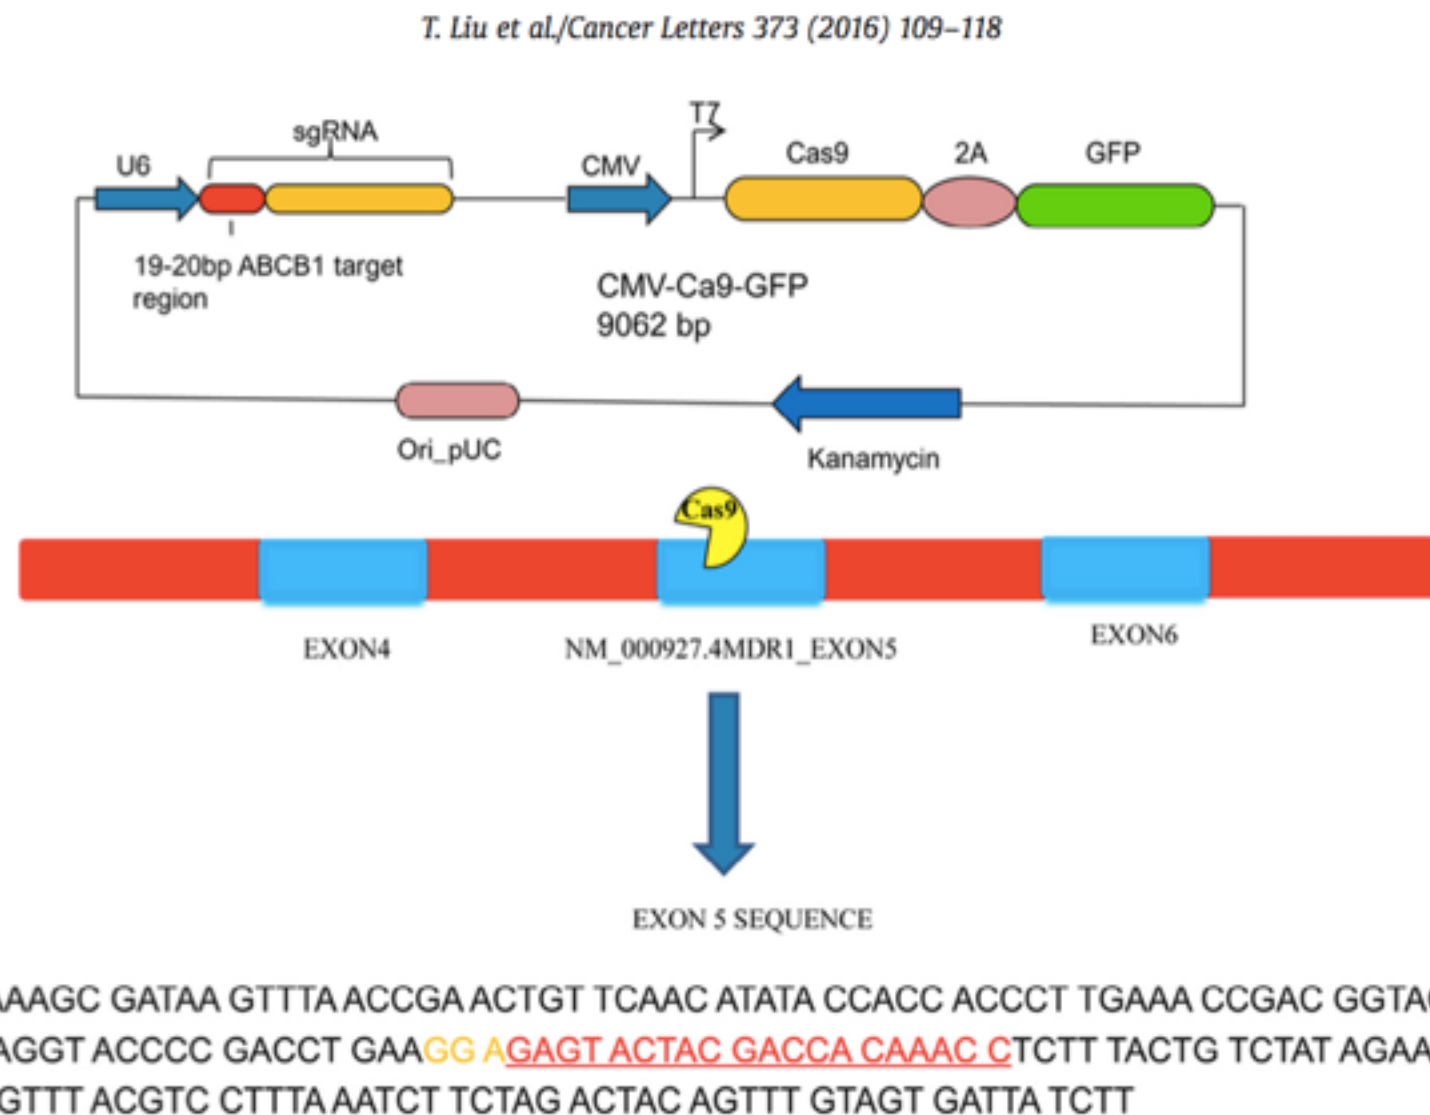 T. Liu et al./Cancer Letters 373 (2016) 109–118
T7
sgRNA
U6
CMV
Cas9
2A
GFP
19-20bp ABCB1 target
region
CMV-Ca9-GFP
9062 bp
Ori_pUC
Kanamycin
Cas9
EXON4
NM_000927.4MDR1_EXON5
EXON6
EXON 5 SEQUENCE
AAAGC GATAA GTTTA ACCGA ACTGT TCAAC ATATA CCACC ACCCT TGAAA CCGAC GGTAC
AGGT ACCCC GACCT GAAGG AGAGT ACTAC GACCA CAAAC CTCTT TACTG TCTAT AGAA
GTTT ACGTC CTTTA AATCT TCTAG ACTAC AGTTT GTAGT GATTA TCTT